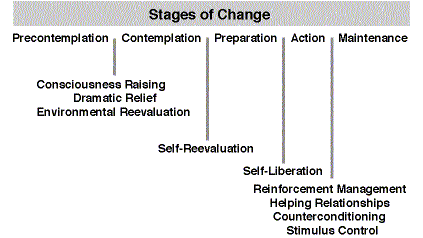 Stages of Change
Precontemplation Contemplation Preparation Action Maintenance
Consciousness Raising
Dramatic Relief
Environmental Reevaluation
Self-Reevaluation
Self-Liberation
Reinforcement Management
Helping Relationships
Counterconditioning
Stimulus Control